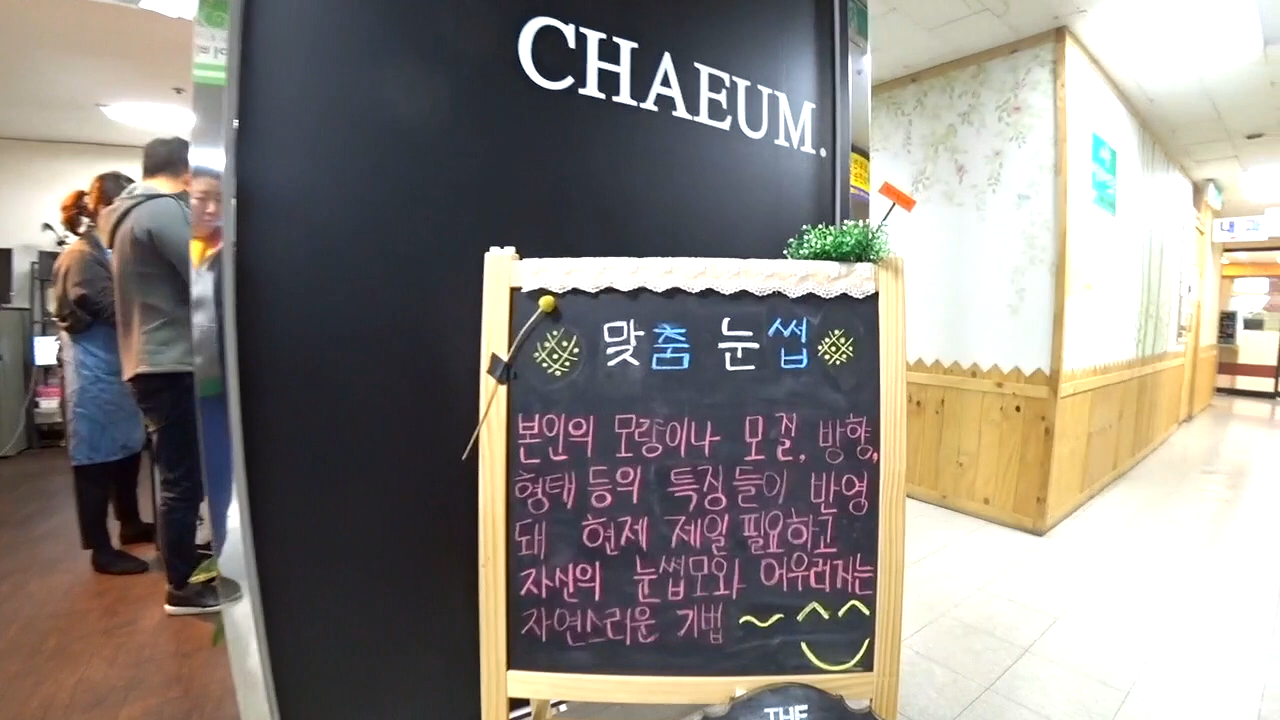 CHAEUM.
맞춤 눈썹
본인의 모량이나 모질, 방향,
형태 등의 특징들이 반영
돼 현제 제일 필요하고
자신의 눈썹모와 어우러지는
자연스러운 기법 ~ ^^
THE